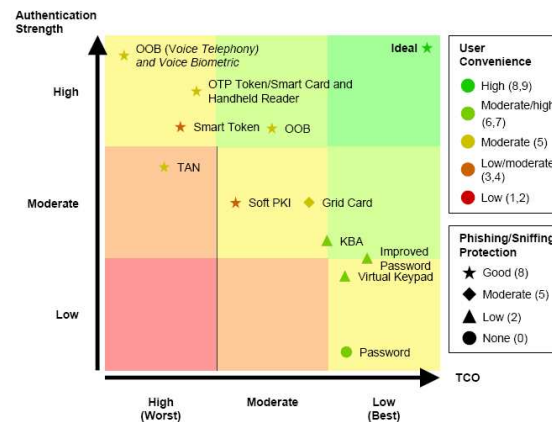 Authentication
Strength
OOB (Voice Telephony)
and Voice Biometric
Ideal
High
OTP Token/Smart Card and
Handheld Reader
Smart Token
OOB
TAN
Moderate
Soft PKI
Grid Card
KBA
Improved
Password
Virtual Keypad
Low
Password
TCO
High
(Worst)
Moderate
Low
(Best)
User
Convenience
High (8,9)
Moderate/high
(6,7)
Moderate (5)
Low/moderate
(3,4)
Low (1,2)
Phishing/Sniffing
Protection
Good (8)
Moderate (5)
Low (2)
None (0)